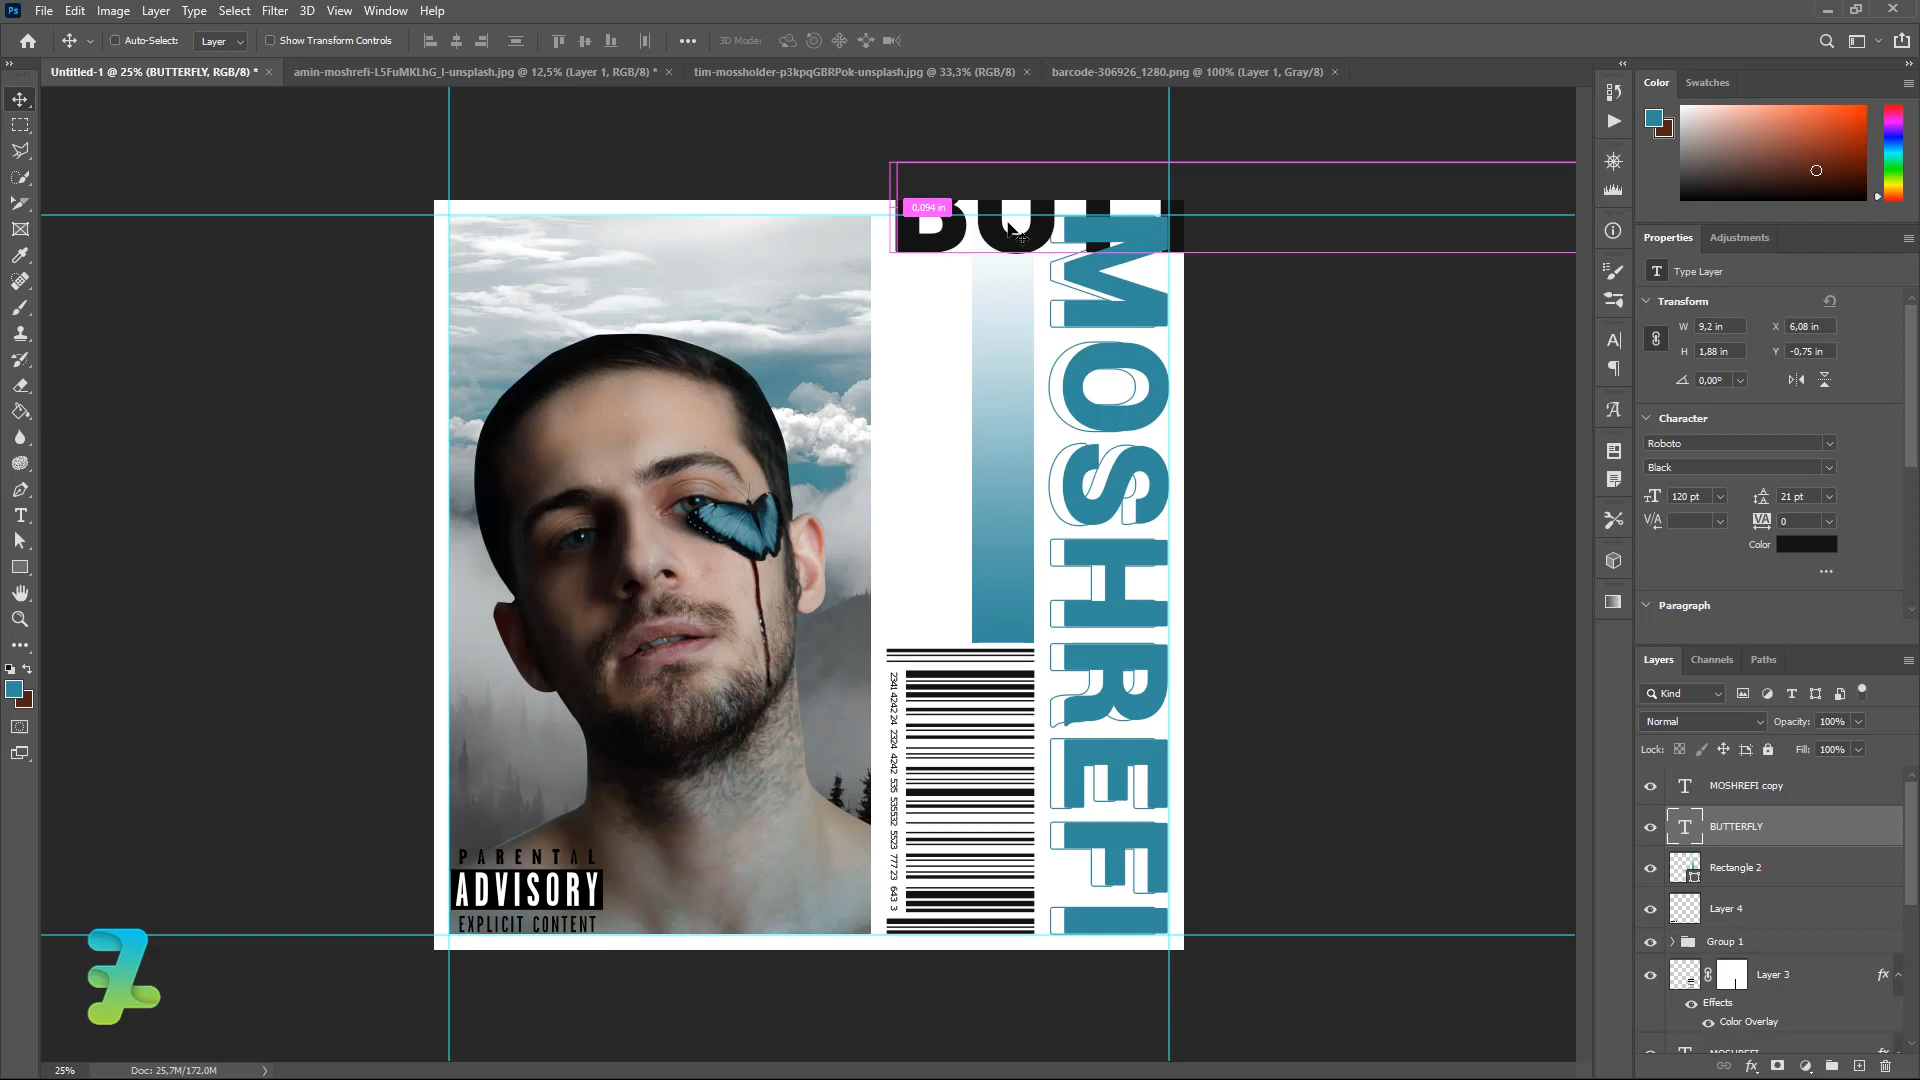 Ps File Edit Image Layer Type Select Filter 3D View Window Help
Auto-Select: Layer Show Transform Controls 3D Mode:
Untitled-1 @ 25% (BUTTERFLY, RGB/8) * amin-moshrefi-L5FuMKLhG_I-unsplash.jpg @ 12,5% (Layer 1, RGB/8) * tim-mossholder-p3kpqGBRPok-unsplash.jpg @ 33,3% (RGB/8) barcode-306926_1280.png @ 100% (Layer 1, Gray/8)
0,094 in
MOSHREFI
PARENTAL
ADVISORY
EXPLICIT CONTENT
25% Doc: 25,7M/172,0M
Color Swatches
Properties Adjustments
T Type Layer
Transform
W 9,2 in X 6,08 in
H 1,88 in Y -0,75 in
0,00°
Character
Roboto
Black
120 pt 21 pt
0
Color
Paragraph
Layers Channels Paths
Kind
Normal Opacity: 100%
Lock: Fill: 100%
T MOSHREFI copy
T BUTTERFLY
Rectangle 2
Layer 4
Group 1
Layer 3 fx
Effects
Color Overlay
MOSHREFI